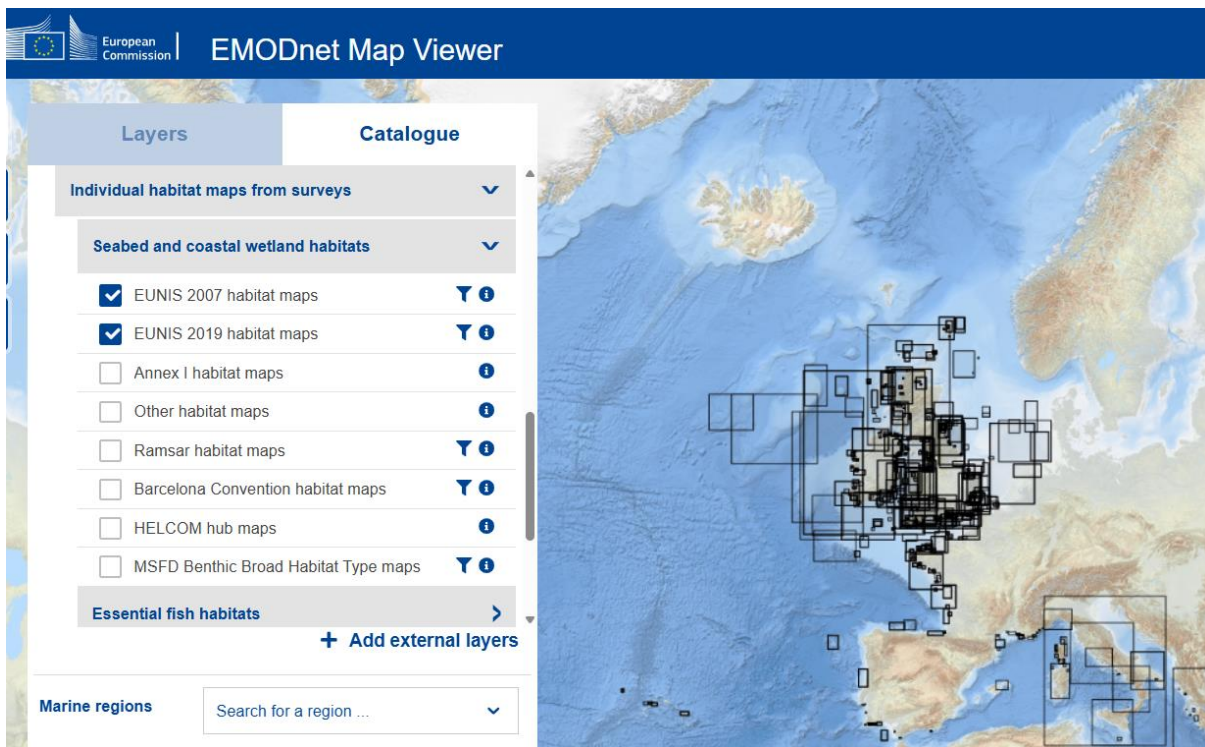 European
Commission
EMODnet Map Viewer
Layers
Catalogue
Individual habitat maps from surveys
Seabed and coastal wetland habitats
EUNIS 2007 habitat maps
EUNIS 2019 habitat maps
Annex I habitat maps
Other habitat maps
Ramsar habitat maps
Barcelona Convention habitat maps
HELCOM hub maps
MSFD Benthic Broad Habitat Type maps
Essential fish habitats
+ Add external layers
Marine regions
Search for a region ...